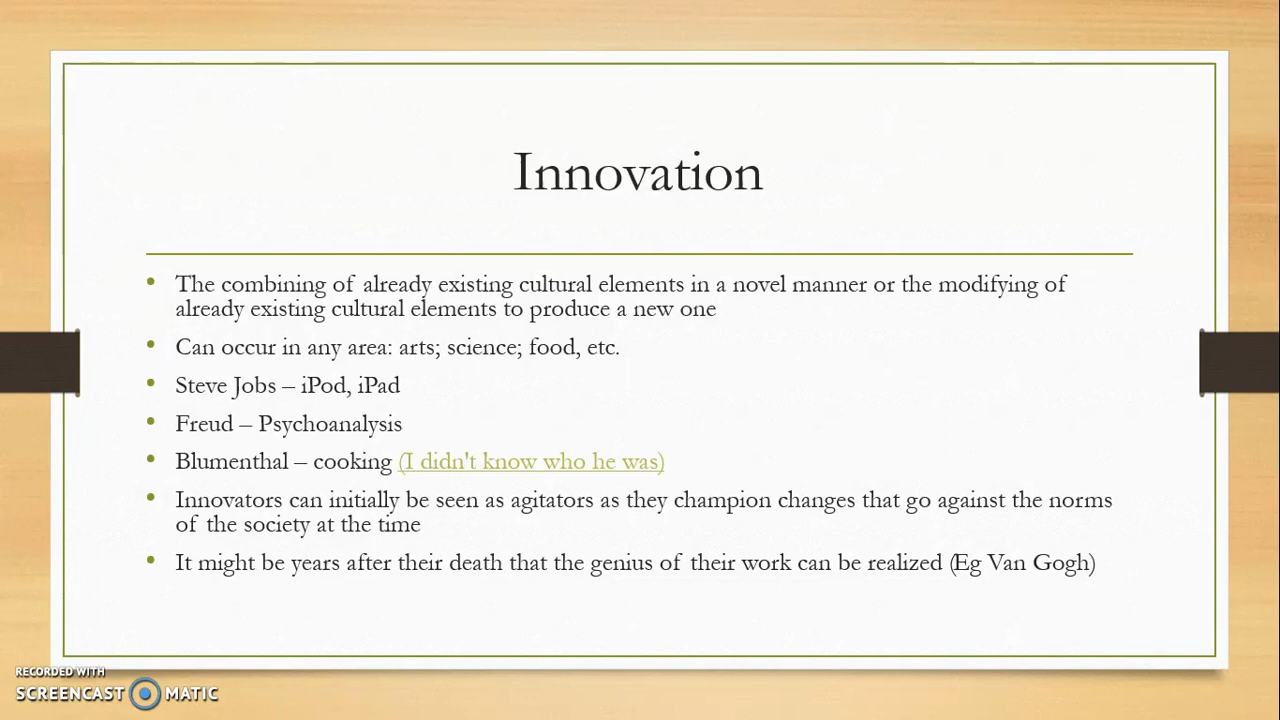 Innovation
• The combining of already existing cultural elements in a novel manner or the modifying of
already existing cultural elements to produce a new one
• Can occur in any area: arts; science; food, etc.
• Steve Jobs – iPod, iPad
• Freud – Psychoanalysis
• Blumenthal – cooking (I didn't know who he was)
• Innovators can initially be seen as agitators as they champion changes that go against the norms
of the society at the time
• It might be years after their death that the genius of their work can be realized (Eg Van Gogh)
RECORDED WITH
SCREENCAST MATIC